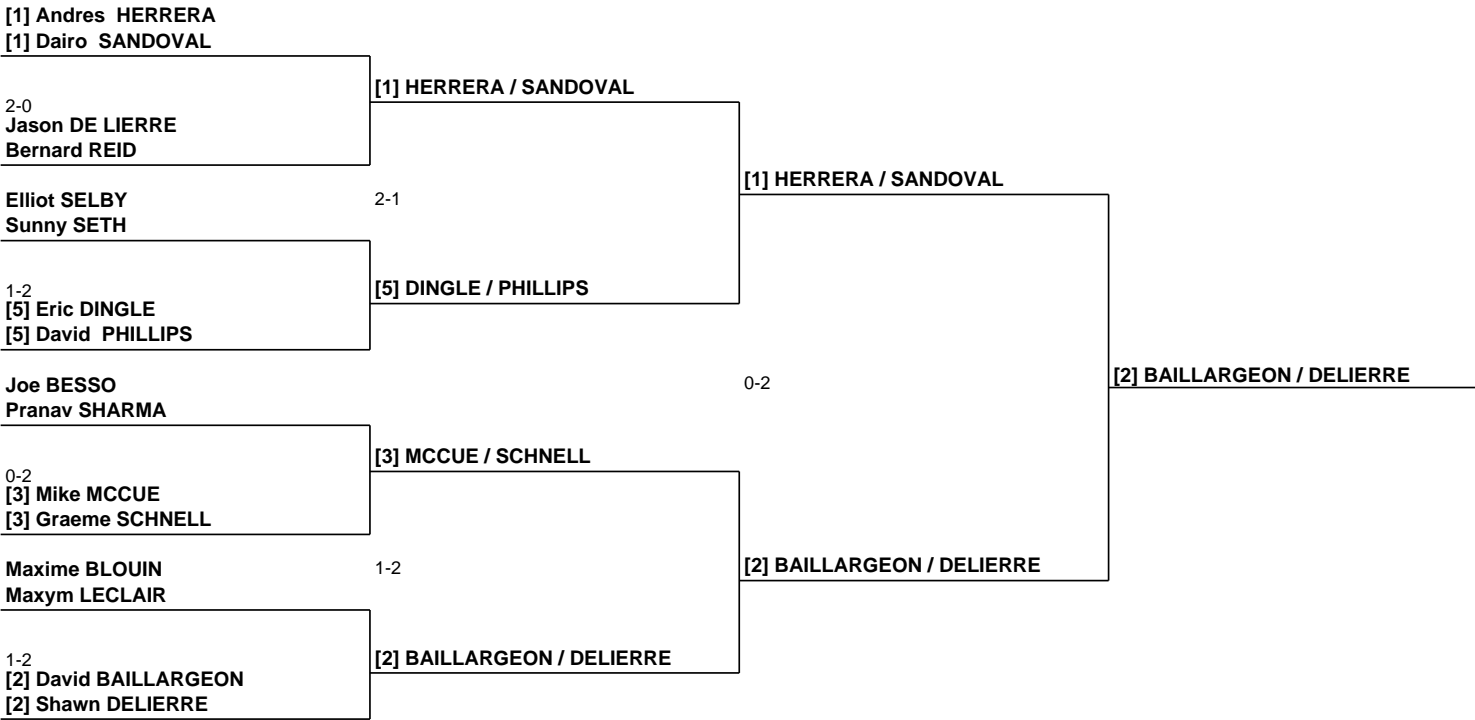 [1] Andres  HERRERA
[1] Dairo  SANDOVAL
[1] HERRERA / SANDOVAL
2-0
Jason DE LIERRE
Bernard REID
[1] HERRERA / SANDOVAL
Elliot SELBY
2-1
Sunny SETH
[5] DINGLE / PHILLIPS
1-2
[5] Eric DINGLE
[5] David  PHILLIPS
[2] BAILLARGEON / DELIERRE
Joe BESSO
0-2
Pranav SHARMA
[3] MCCUE / SCHNELL
0-2
[3] Mike MCCUE
[3] Graeme SCHNELL
[2] BAILLARGEON / DELIERRE
Maxime BLOUIN
1-2
Maxym LECLAIR
[2] BAILLARGEON / DELIERRE
1-2
[2] David BAILLARGEON
[2] Shawn DELIERRE